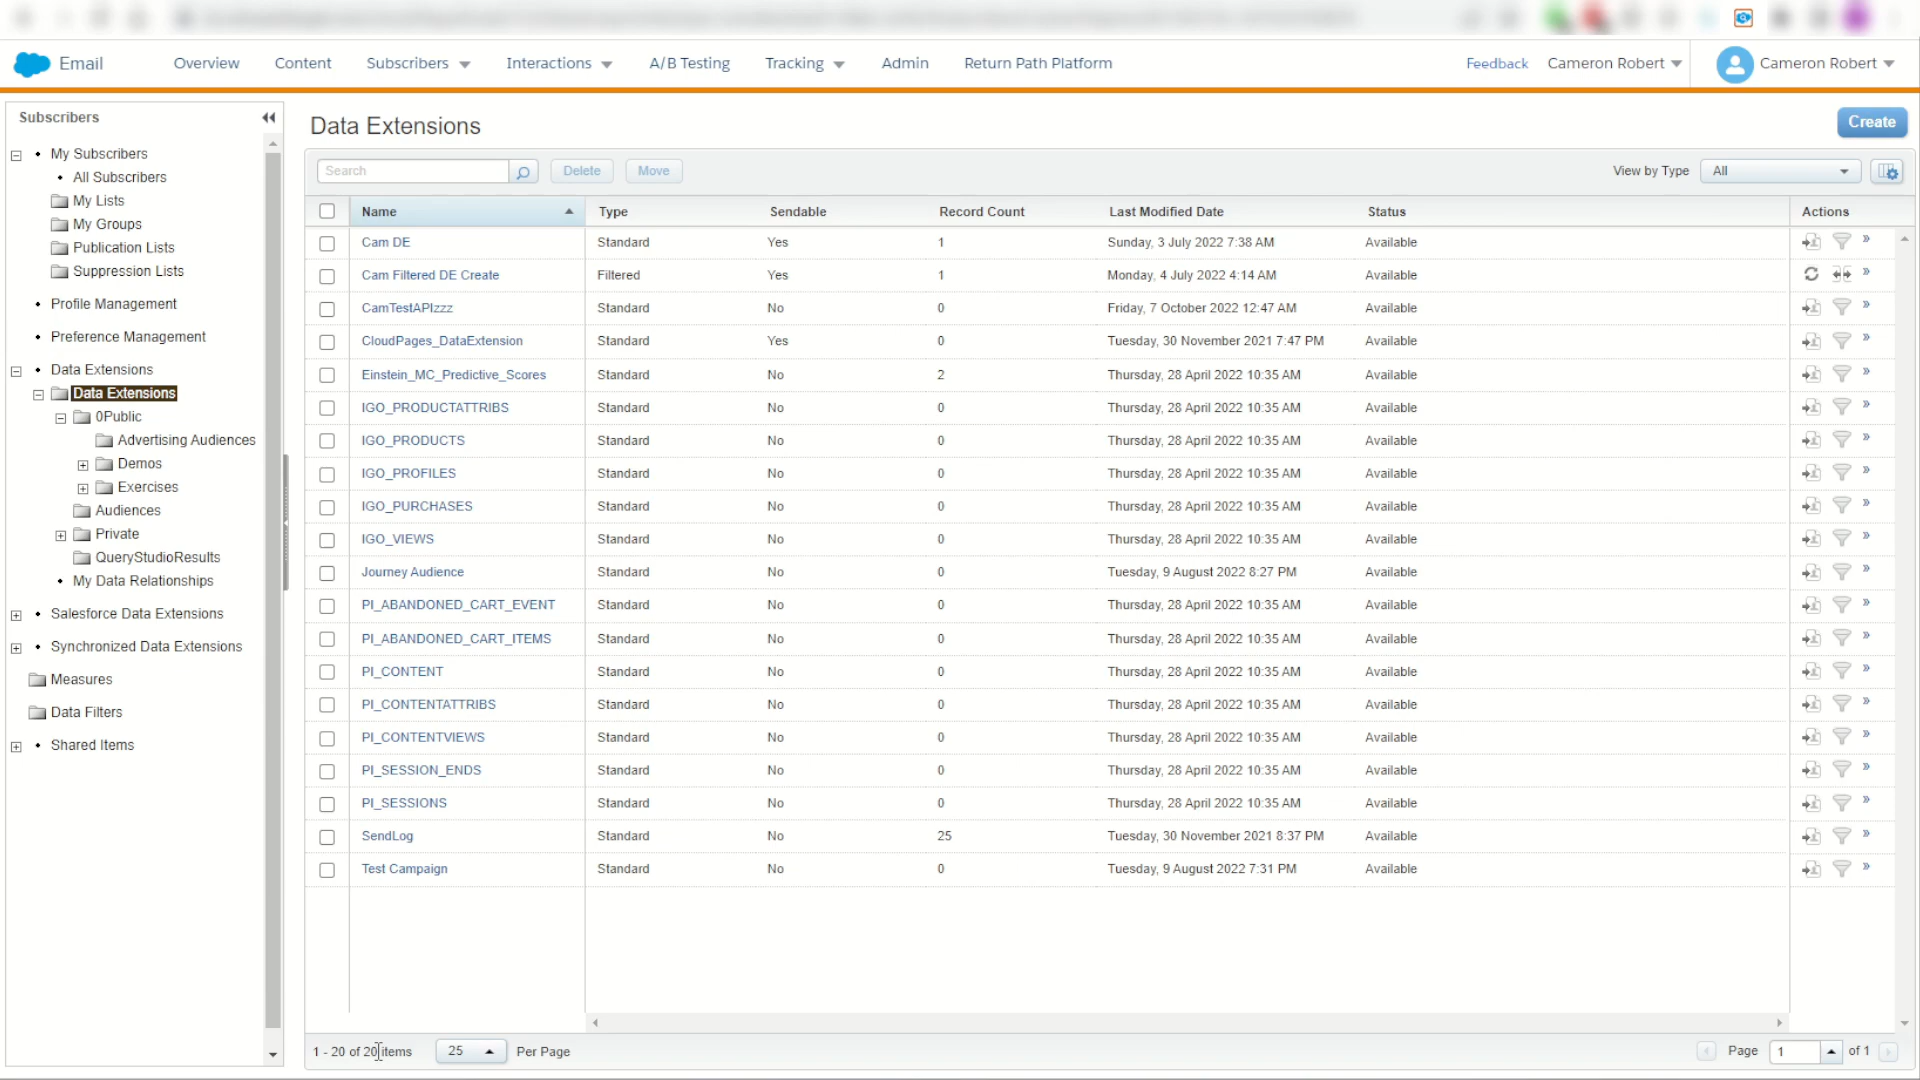 Email Overview Content Subscribers Interactions A/B Testing Tracking Admin Return Path Platform Feedback Cameron Robert Cameron Robert
Subscribers
My Subscribers
All Subscribers
My Lists
My Groups
Publication Lists
Suppression Lists
Profile Management
Preference Management
Data Extensions
Data Extensions
0Public
Advertising Audiences
Demos
Exercises
Audiences
Private
QueryStudioResults
My Data Relationships
Salesforce Data Extensions
Synchronized Data Extensions
Measures
Data Filters
Shared Items
Data Extensions Create
Search Delete Move View by Type All
Name Type Sendable Record Count Last Modified Date Status Actions
Cam DE Standard Yes 1 Sunday, 3 July 2022 7:38 AM Available »
Cam Filtered DE Create Filtered Yes 1 Monday, 4 July 2022 4:14 AM Available »
CamTestAPIzzz Standard No 0 Friday, 7 October 2022 12:47 AM Available »
CloudPages_DataExtension Standard Yes 0 Tuesday, 30 November 2021 7:47 PM Available »
Einstein_MC_Predictive_Scores Standard No 2 Thursday, 28 April 2022 10:35 AM Available »
IGO_PRODUCTATTRIBS Standard No 0 Thursday, 28 April 2022 10:35 AM Available »
IGO_PRODUCTS Standard No 0 Thursday, 28 April 2022 10:35 AM Available »
IGO_PROFILES Standard No 0 Thursday, 28 April 2022 10:35 AM Available »
IGO_PURCHASES Standard No 0 Thursday, 28 April 2022 10:35 AM Available »
IGO_VIEWS Standard No 0 Thursday, 28 April 2022 10:35 AM Available »
Journey Audience Standard No 0 Tuesday, 9 August 2022 8:27 PM Available »
PI_ABANDONED_CART_EVENT Standard No 0 Thursday, 28 April 2022 10:35 AM Available »
PI_ABANDONED_CART_ITEMS Standard No 0 Thursday, 28 April 2022 10:35 AM Available »
PI_CONTENT Standard No 0 Thursday, 28 April 2022 10:35 AM Available »
PI_CONTENTATTRIBS Standard No 0 Thursday, 28 April 2022 10:35 AM Available »
PI_CONTENTVIEWS Standard No 0 Thursday, 28 April 2022 10:35 AM Available »
PI_SESSION_ENDS Standard No 0 Thursday, 28 April 2022 10:35 AM Available »
PI_SESSIONS Standard No 0 Thursday, 28 April 2022 10:35 AM Available »
SendLog Standard No 25 Tuesday, 30 November 2021 8:37 PM Available »
Test Campaign Standard No 0 Tuesday, 9 August 2022 7:31 PM Available »
1 - 20 of 20 items 25 Per Page Page 1 of 1